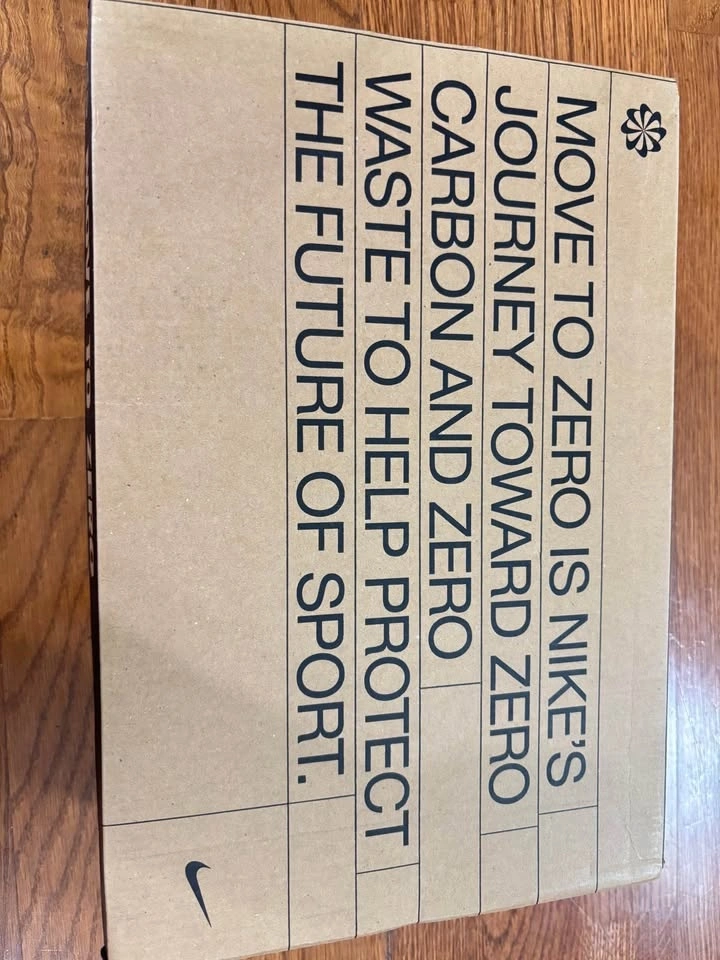 MOVE TO ZERO IS NIKE'S
JOURNEY TOWARD ZERO
CARBON AND ZERO
WASTE TO HELP PROTECT
THE FUTURE OF SPORT.